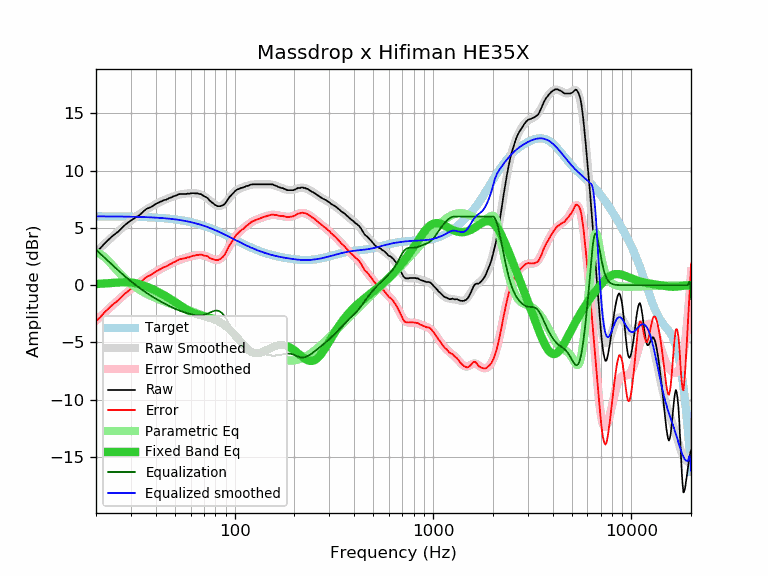 Massdrop x Hifiman HE35X
15
10
5
0
−5
−10
−15
Amplitude (dBr)
Target
Raw Smoothed
Error Smoothed
Raw
Error
Parametric Eq
Fixed Band Eq
Equalization
Equalized smoothed
100
1000
10000
Frequency (Hz)